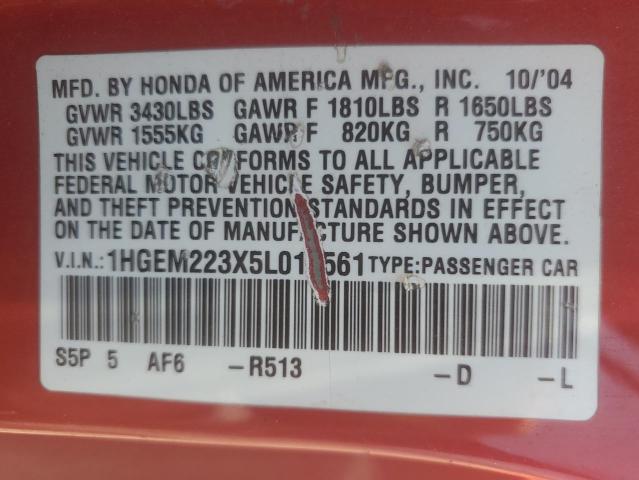 MFD. BY HONDA OF AMERICA MFG., INC. 10/'04
GVWR 3430LBS GAWR F 1810LBS R 1650LBS
GVWR 1555KG GAWR F 820KG R 750KG
THIS VEHICLE CONFORMS TO ALL APPLICABLE
FEDERAL MOTOR VEHICLE SAFETY, BUMPER,
AND THEFT PREVENTION STANDARDS IN EFFECT
ON THE DATE OF MANUFACTURE SHOWN ABOVE.
V.I.N.: TYPE:PASSENGER CAR
S5P 5 AF6 -R513 -D -L